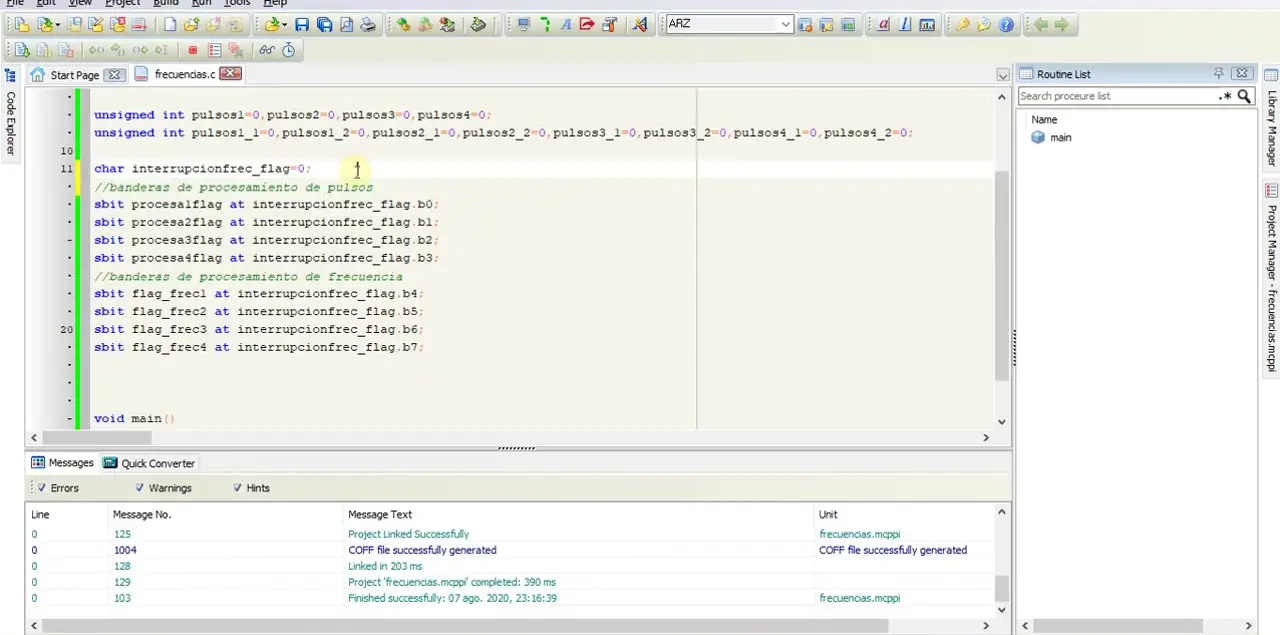 File Edit View Project Build Run Tools Help
ARZ
Start Page
frecuencias.c
Code Explorer
unsigned int pulsos1=0,pulsos2=0,pulsos3=0,pulsos4=0;
unsigned int pulsos1_1=0,pulsos1_2=0,pulsos2_1=0,pulsos2_2=0,pulsos3_1=0,pulsos3_2=0,pulsos4_1=0,pulsos4_2=0;
10
11 char interrupcionfrec_flag=0;
//banderas de procesamiento de pulsos
sbit procesa1flag at interrupcionfrec_flag.b0;
sbit procesa2flag at interrupcionfrec_flag.b1;
sbit procesa3flag at interrupcionfrec_flag.b2;
sbit procesa4flag at interrupcionfrec_flag.b3;
//banderas de procesamiento de frecuencia
sbit flag_frec1 at interrupcionfrec_flag.b4;
sbit flag_frec2 at interrupcionfrec_flag.b5;
20 sbit flag_frec3 at interrupcionfrec_flag.b6;
sbit flag_frec4 at interrupcionfrec_flag.b7;
void main()
Routine List
Search proceure list
.*
Name
main
Library Manager
Project Manager - frecuencias.mcppi
Messages Quick Converter
Errors Warnings Hints
Line Message No. Message Text Unit
0 125 Project Linked Successfully frecuencias.mcppi
0 1004 COFF file successfully generated COFF file successfully generated
0 128 Linked in 203 ms
0 129 Project 'frecuencias.mcppi' completed: 390 ms
0 103 Finished successfully: 07 ago. 2020, 23:16:39 frecuencias.mcppi